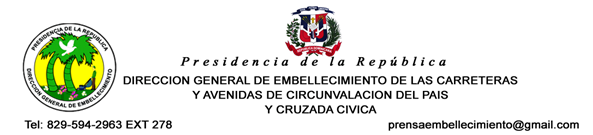 PRESIDENCIA DE LA REPÚBLICA
DIRECCION GENERAL DE EMBELLECIMIENTO
Presidencia de la República
DIRECCION GENERAL DE EMBELLECIMIENTO DE LAS CARRETERAS
Y AVENIDAS DE CIRCUNVALACION DEL PAIS
Y CRUZADA CIVICA
Tel: 829-594-2963 EXT 278
prensaembellecimiento@gmail.com